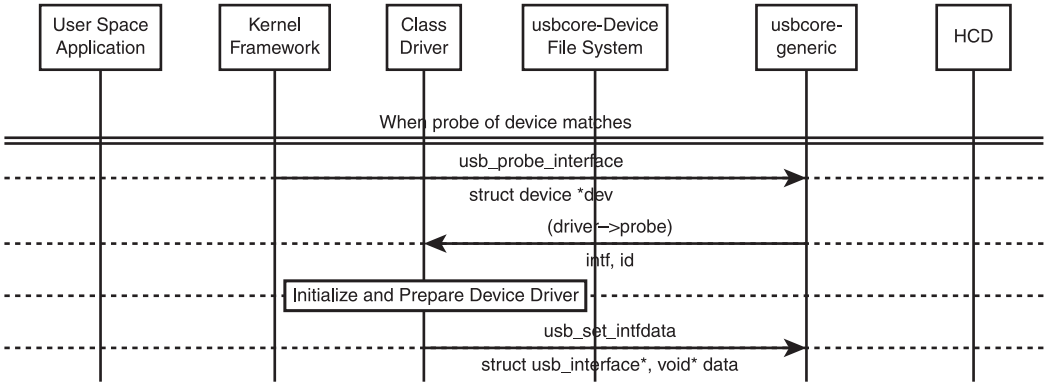 User Space
Application
Kernel
Framework
Class
Driver
usbcore-Device
File System
usbcore-
generic
HCD
When probe of device matches
usb_probe_interface
struct device *dev
(driver–>probe)
intf, id
Initialize and Prepare Device Driver
usb_set_intfdata
struct usb_interface*, void* data